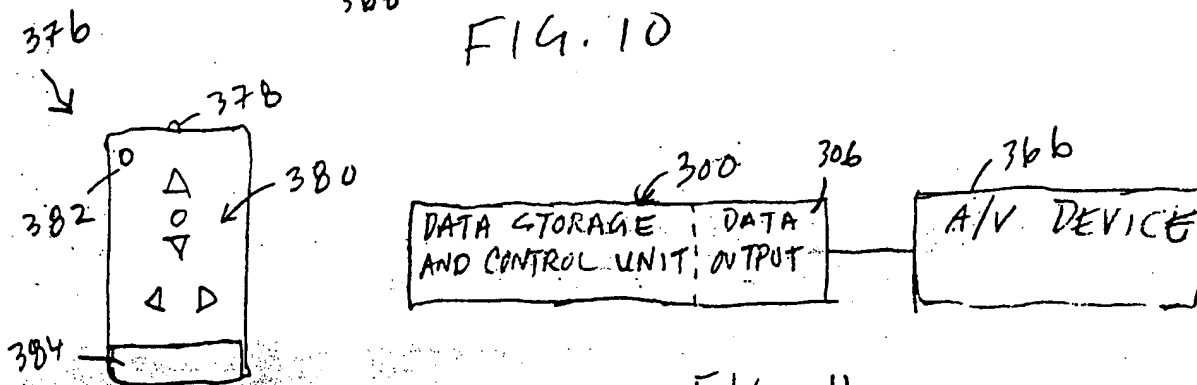 FIG. 10
376
378
382
380
384
300
306
366
DATA STORAGE AND CONTROL UNIT
DATA OUTPUT
A/V DEVICE